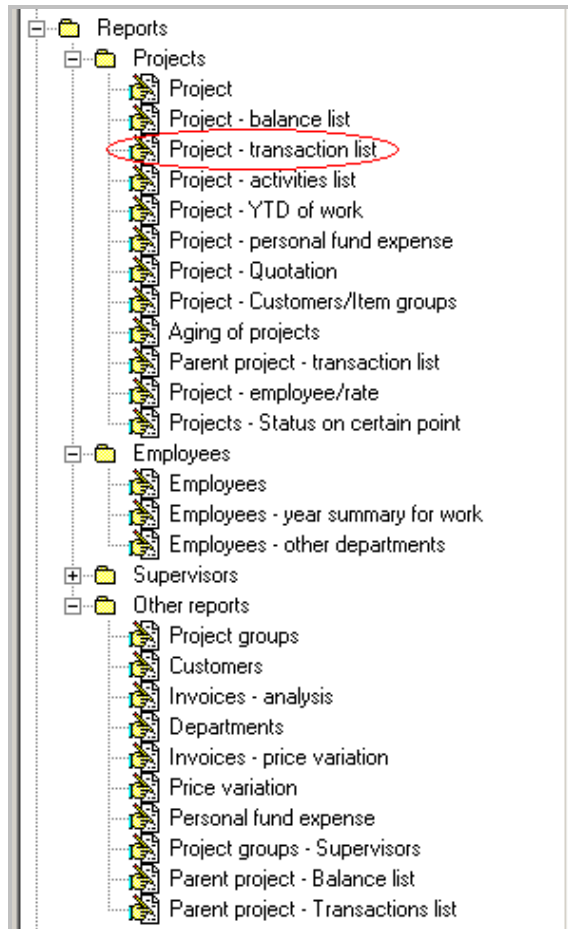 Reports
Projects
Project
Project - balance list
Project - transaction list
Project - activities list
Project - YTD of work
Project - personal fund expense
Project - Quotation
Project - Customers/Item groups
Aging of projects
Parent project - transaction list
Project - employee/rate
Projects - Status on certain point
Employees
Employees
Employees - year summary for work
Employees - other departments
Supervisors
Other reports
Project groups
Customers
Invoices - analysis
Departments
Invoices - price variation
Price variation
Personal fund expense
Project groups - Supervisors
Parent project - Balance list
Parent project - Transactions list